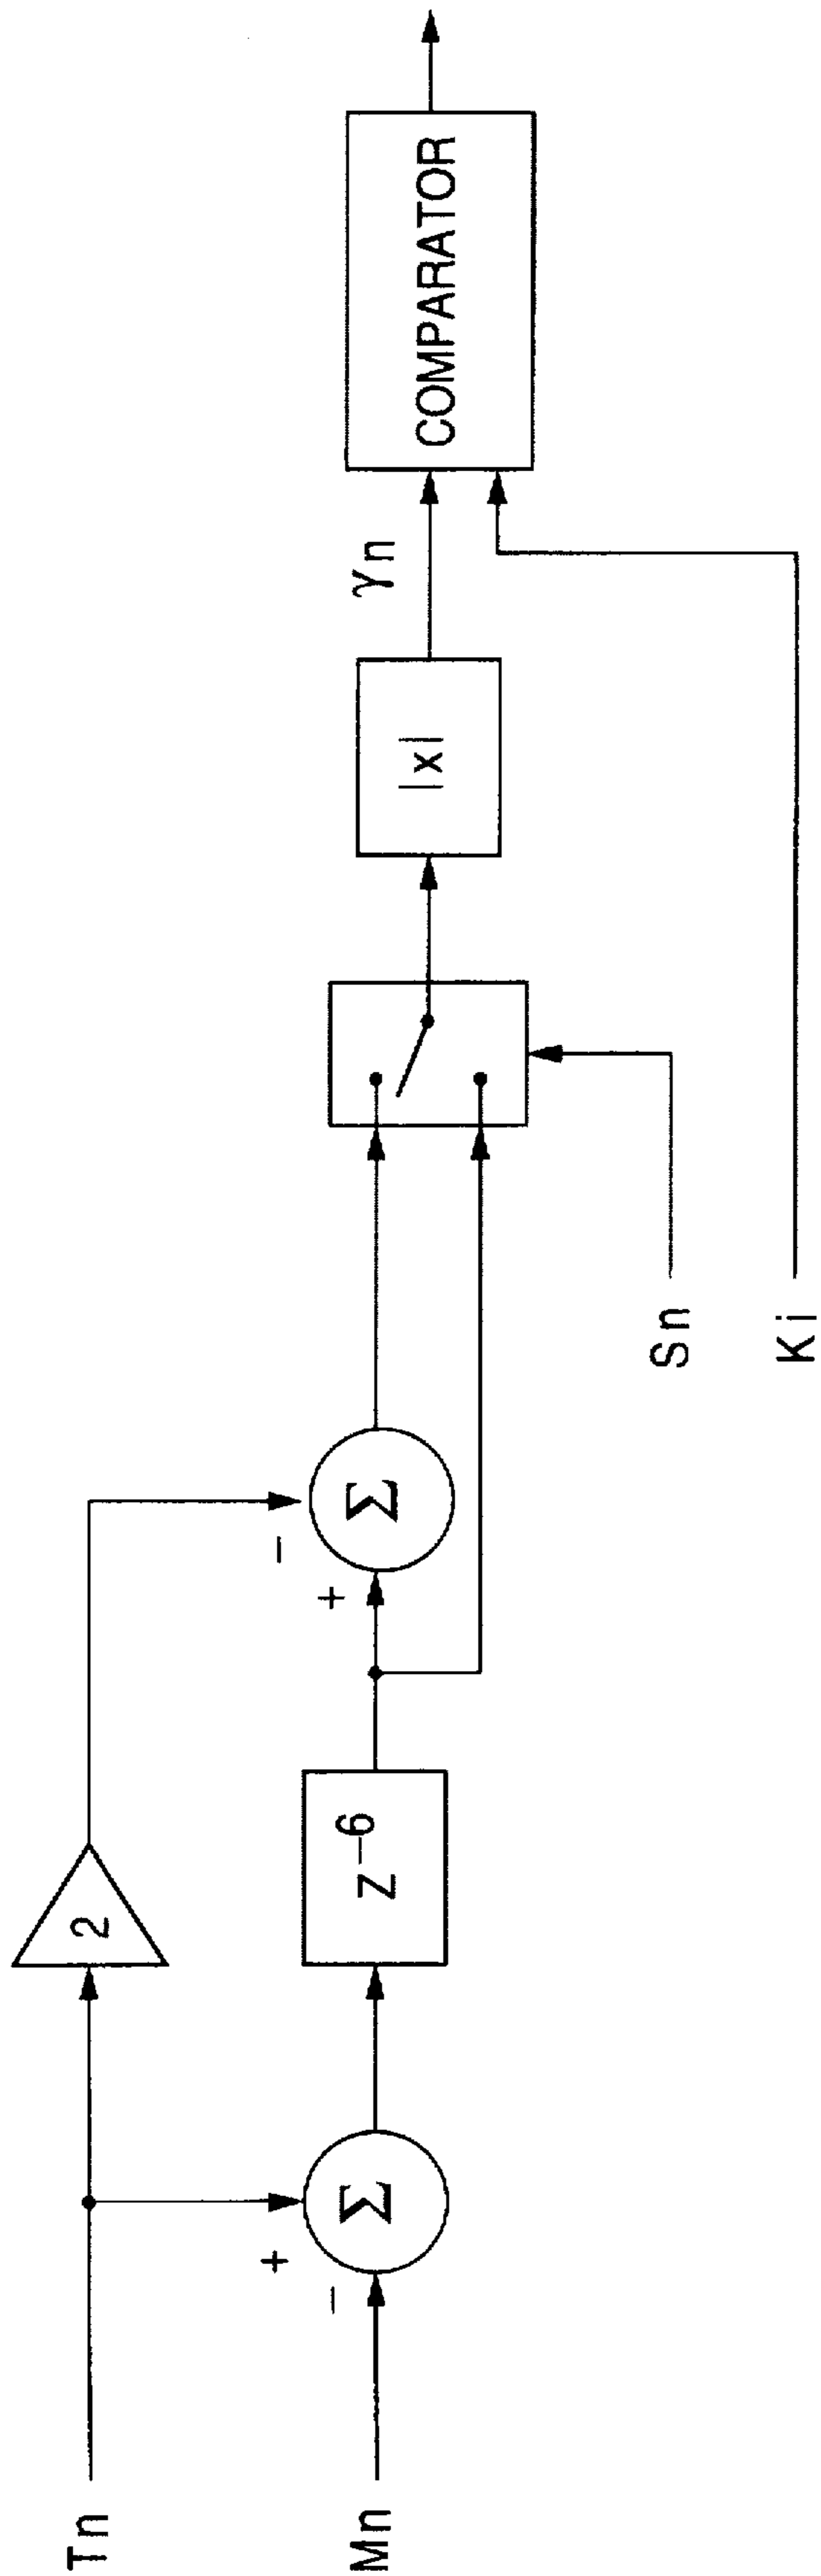 Tn
2
Mn
+
−
Σ
z⁻⁶
+
−
Σ
Sn
Ki
|x|
γn
COMPARATOR